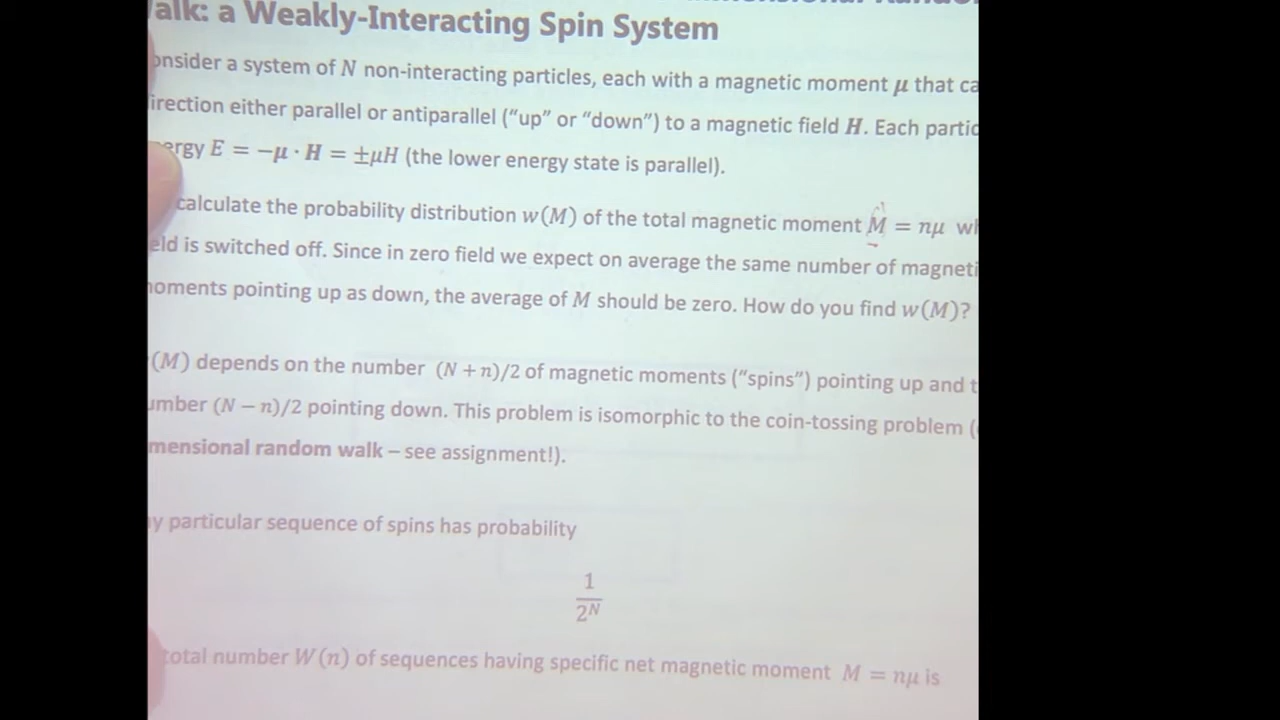 alk: a Weakly-Interacting Spin System
onsider a system of N non-interacting particles, each with a magnetic moment μ that ca
irection either parallel or antiparallel ("up" or "down") to a magnetic field H. Each partic
ergy E = −μ · H = ±μH (the lower energy state is parallel).
calculate the probability distribution w(M) of the total magnetic moment M = nμ wh
eld is switched off. Since in zero field we expect on average the same number of magneti
oments pointing up as down, the average of M should be zero. How do you find w(M)?
(M) depends on the number (N + n)/2 of magnetic moments ("spins") pointing up and t
umber (N − n)/2 pointing down. This problem is isomorphic to the coin-tossing problem (
mensional random walk – see assignment!).
y particular sequence of spins has probability
1
2^N
total number W(n) of sequences having specific net magnetic moment M = nμ is